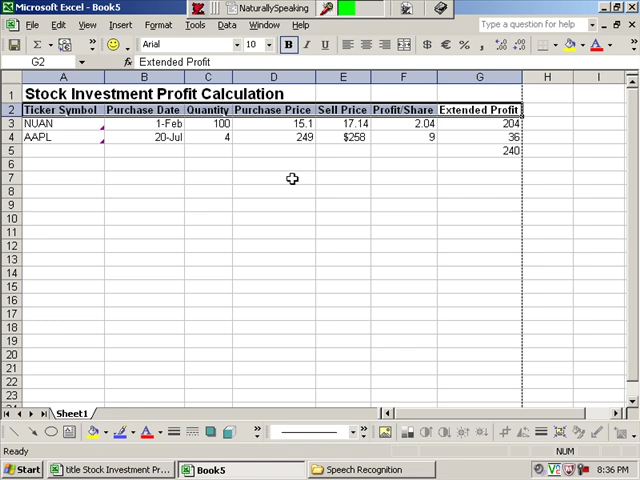 Microsoft Excel - Book5
NaturallySpeaking
File Edit View Insert Format Tools Data Window Help
Type a question for help
Arial 10 B $ € %
G2 Extended Profit
A B C D E F G H I
1 Stock Investment Profit Calculation
2 Ticker Symbol Purchase Date Quantity Purchase Price Sell Price Profit/Share Extended Profit
3 NUAN 1-Feb 100 15.1 17.14 2.04 204
4 AAPL 20-Jul 4 249 $258 9 36
5 240
6
7
8
9
10
11
12
13
14
15
16
17
18
19
20
21
22
23
24
Sheet1
Ready NUM
Start title Stock Investment Pr... Book5 Speech Recognition 8:36 PM